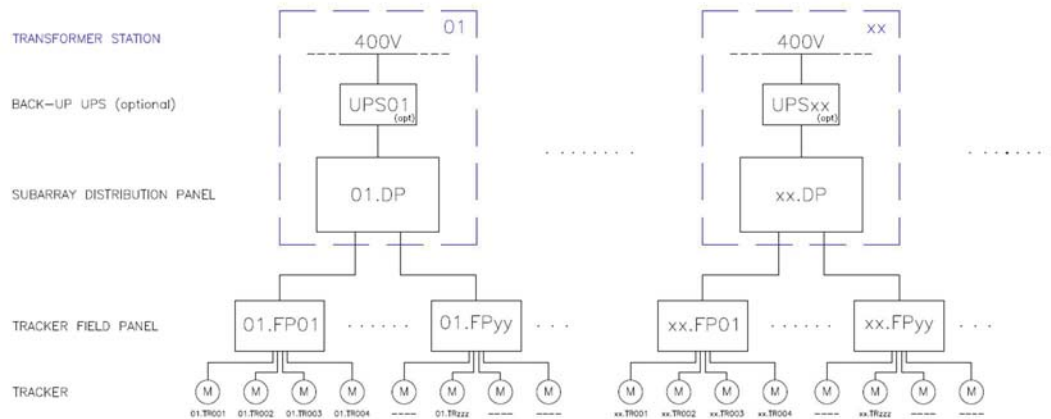 TRANSFORMER STATION
01
400V
xx
400V
BACK-UP UPS (optional)
UPS01
(opt)
UPSxx
(opt)
SUBARRAY DISTRIBUTION PANEL
01.DP
xx.DP
TRACKER FIELD PANEL
01.FP01
01.FPyy
xx.FP01
xx.FPyy
TRACKER
M M M M M M M M M M M M M M M M
01.TR001 01.TR002 01.TR003 01.TR004 ---- 01.TRzzz ---- ---- xx.TR001 xx.TR002 xx.TR003 xx.TR004 ---- xx.TRzzz ---- ----